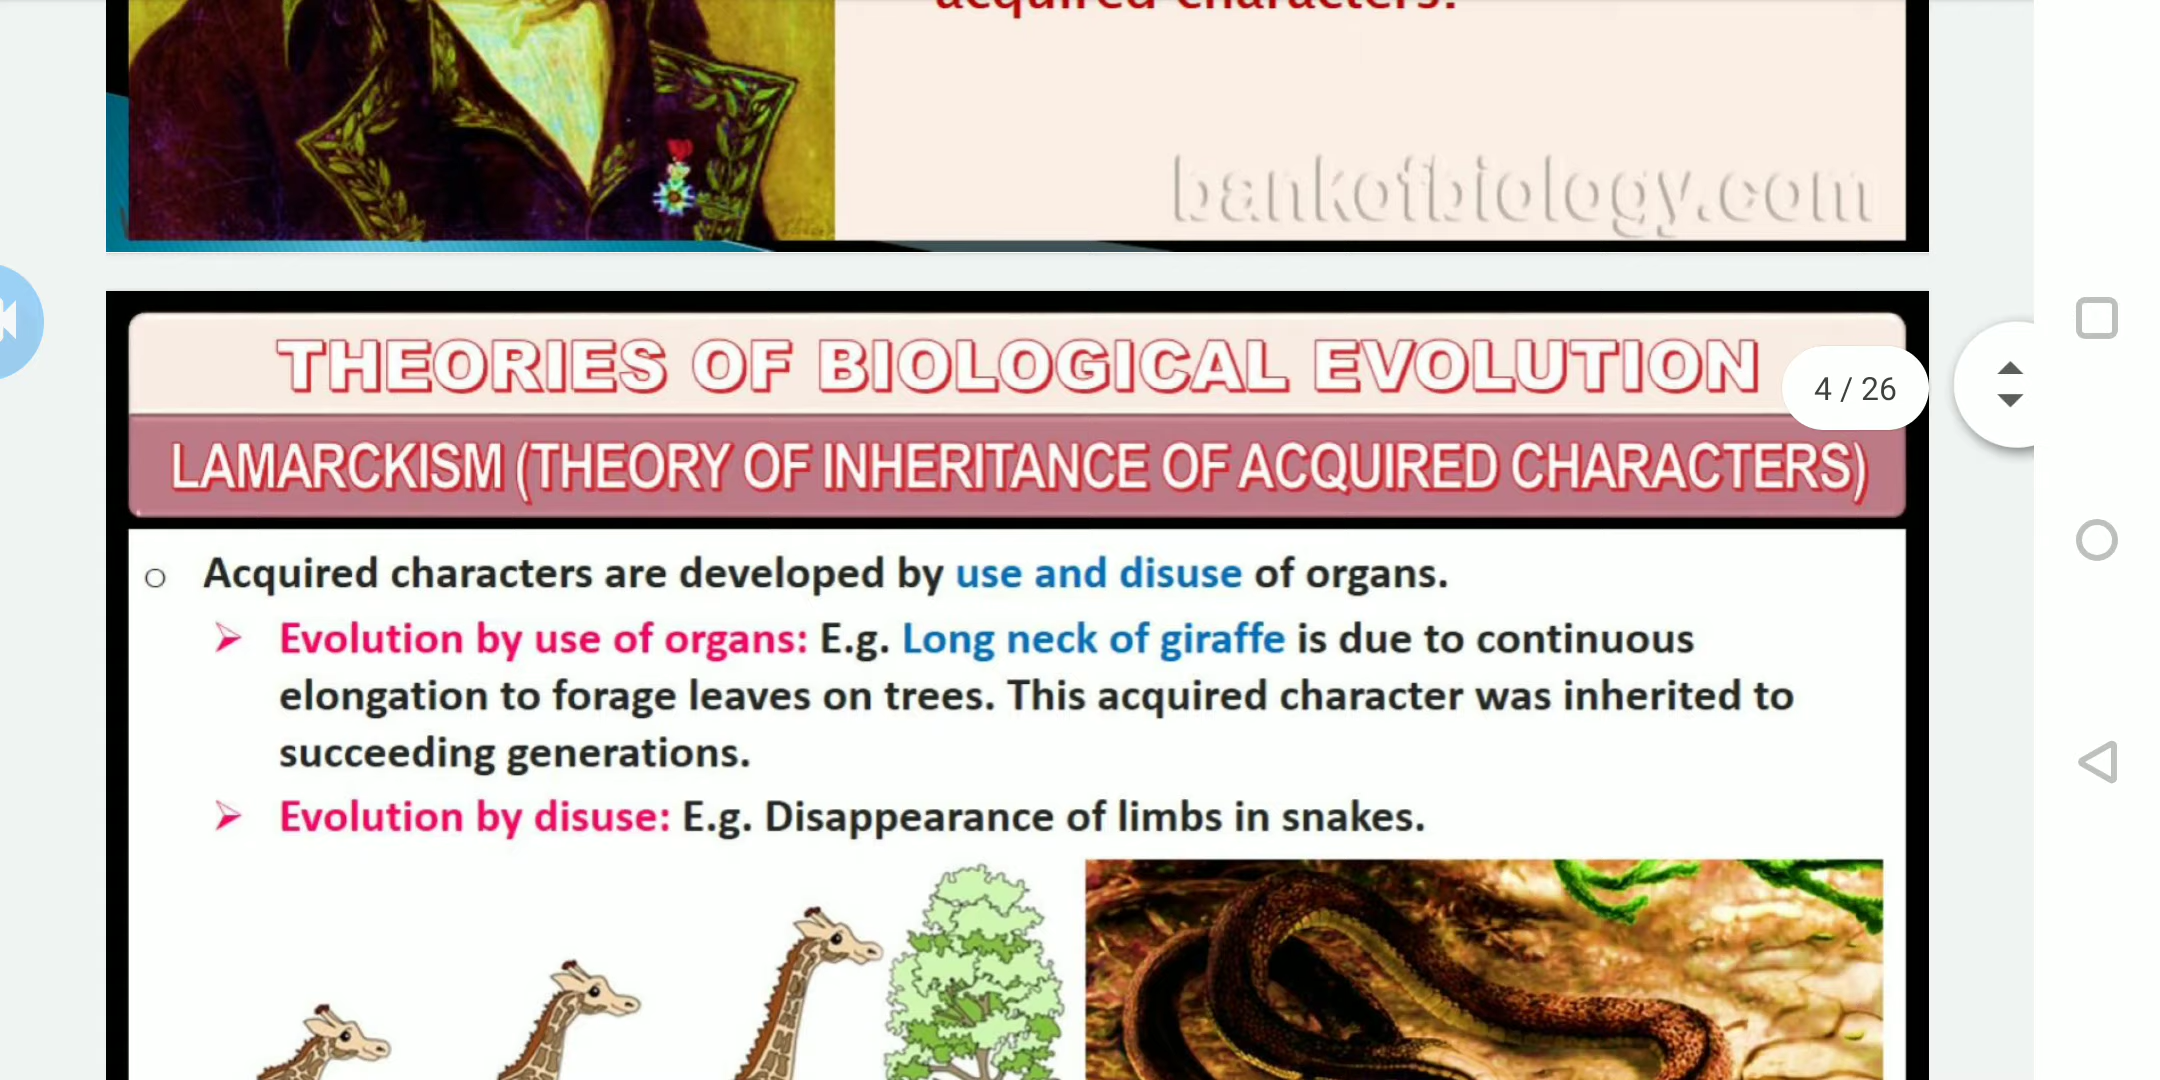 acquired characters.
bankofbiology.com
THEORIES OF BIOLOGICAL EVOLUTION
4 / 26
LAMARCKISM (THEORY OF INHERITANCE OF ACQUIRED CHARACTERS)
Acquired characters are developed by use and disuse of organs.
Evolution by use of organs: E.g. Long neck of giraffe is due to continuous
elongation to forage leaves on trees. This acquired character was inherited to
succeeding generations.
Evolution by disuse: E.g. Disappearance of limbs in snakes.